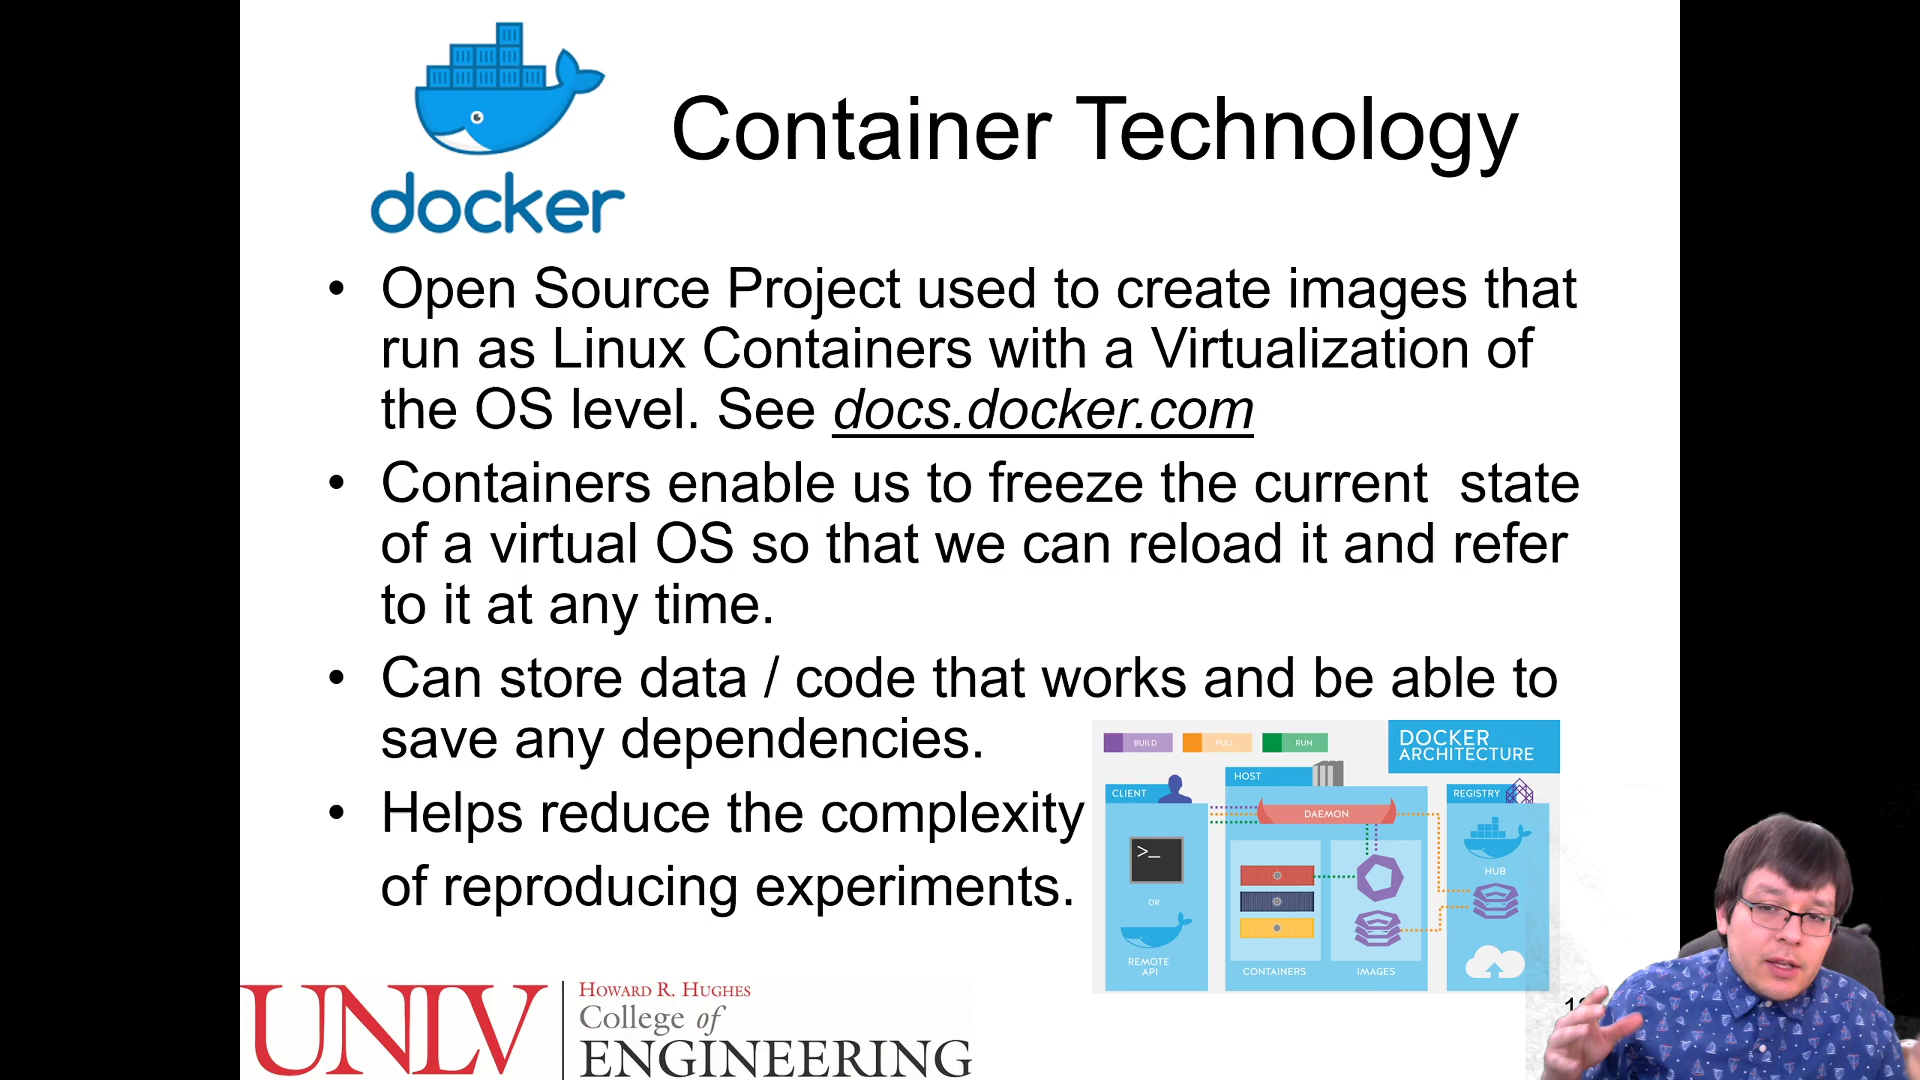 docker
Container Technology
• Open Source Project used to create images that
run as Linux Containers with a Virtualization of
the OS level. See docs.docker.com
• Containers enable us to freeze the current  state
of a virtual OS so that we can reload it and refer
to it at any time.
• Can store data / code that works and be able to
save any dependencies.
• Helps reduce the complexity
of reproducing experiments.
BUILD
PULL
RUN
DOCKER
ARCHITECTURE
CLIENT
HOST
REGISTRY
DAEMON
>_
OR
REMOTE
API
CONTAINERS
IMAGES
HUB
UNLV
HOWARD R. HUGHES
College of
ENGINEERING